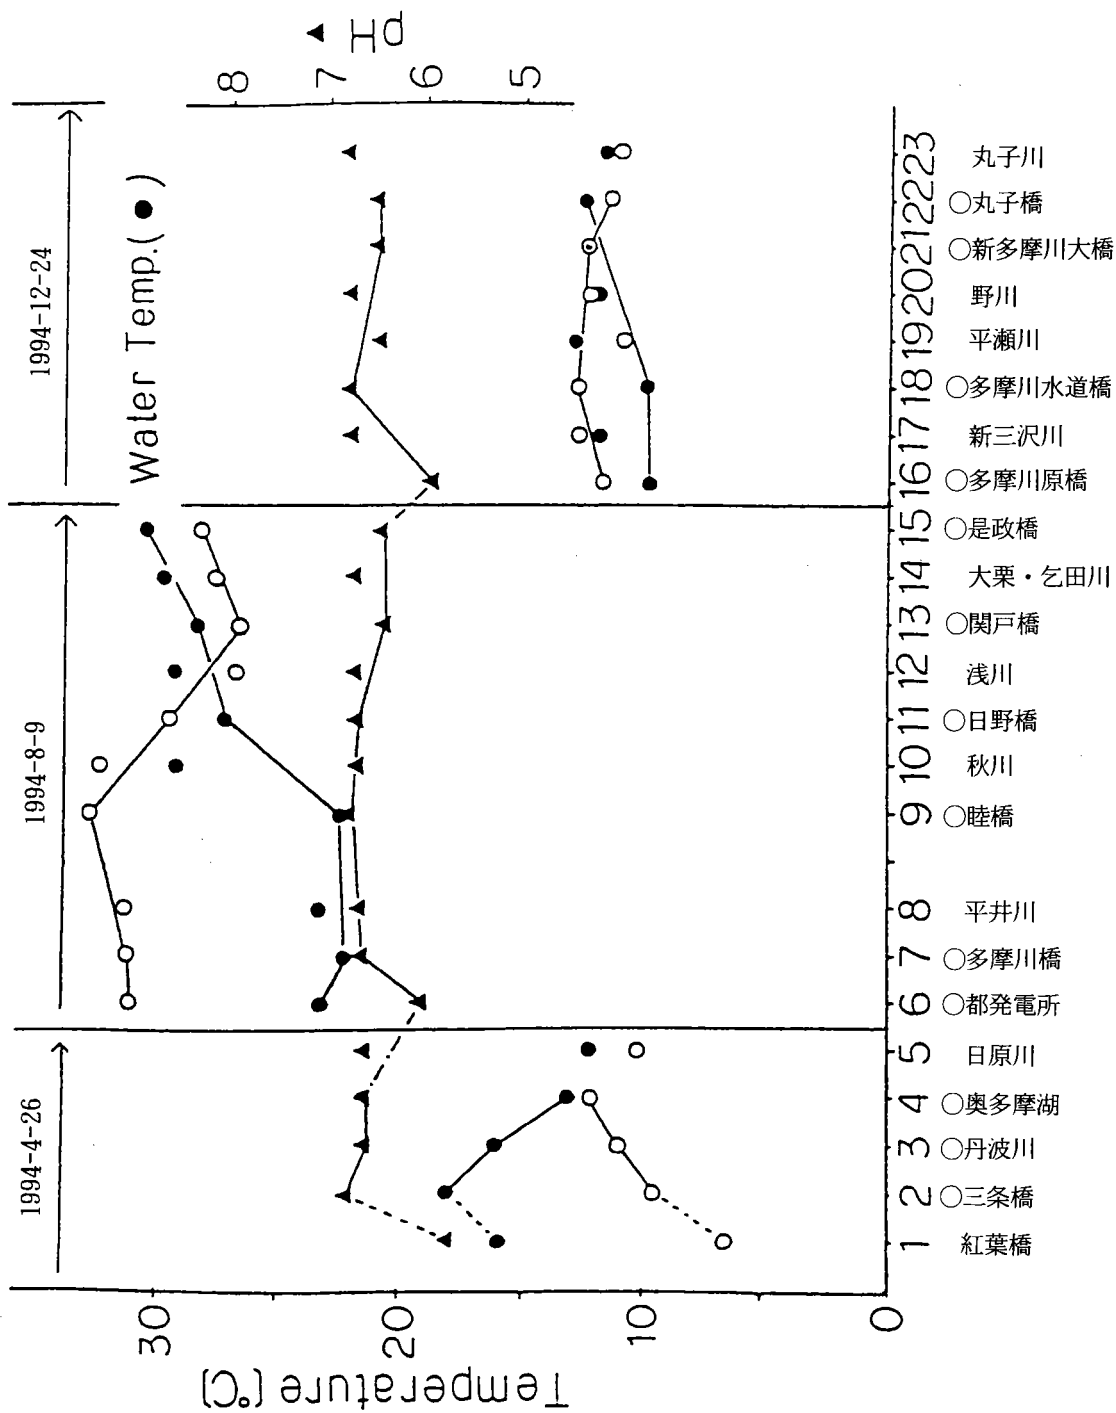 1994-4-26
1994-8-9
1994-12-24
Water Temp.(●)
Temperature (℃)
30
20
10
0
▲ pH
8
7
6
5
1 紅葉橋
2 ○三条橋
3 ○丹波川
4 ○奥多摩湖
5 日原川
6 ○都発電所
7 ○多摩川橋
8 平井川
9 ○睦橋
10 秋川
11 ○日野橋
12 浅川
13 ○関戸橋
14 大栗・乞田川
15 ○是政橋
16 ○多摩川原橋
17 新三沢川
18 ○多摩川水道橋
19 平瀬川
20 野川
21 ○新多摩川大橋
22 ○丸子橋
23 丸子川